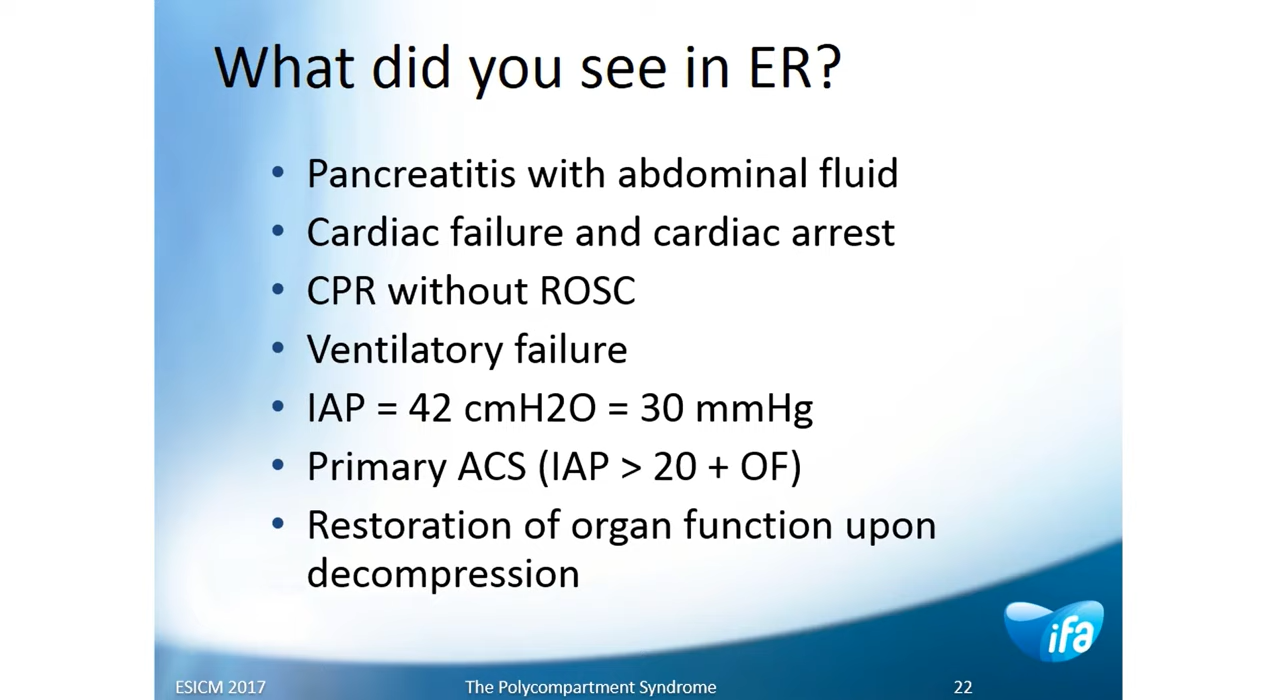 What did you see in ER?
• Pancreatitis with abdominal fluid
• Cardiac failure and cardiac arrest
• CPR without ROSC
• Ventilatory failure
• IAP = 42 cmH2O = 30 mmHg
• Primary ACS (IAP > 20 + OF)
• Restoration of organ function upon
decompression
ifa
ESICM 2017 The Polycompartment Syndrome 22